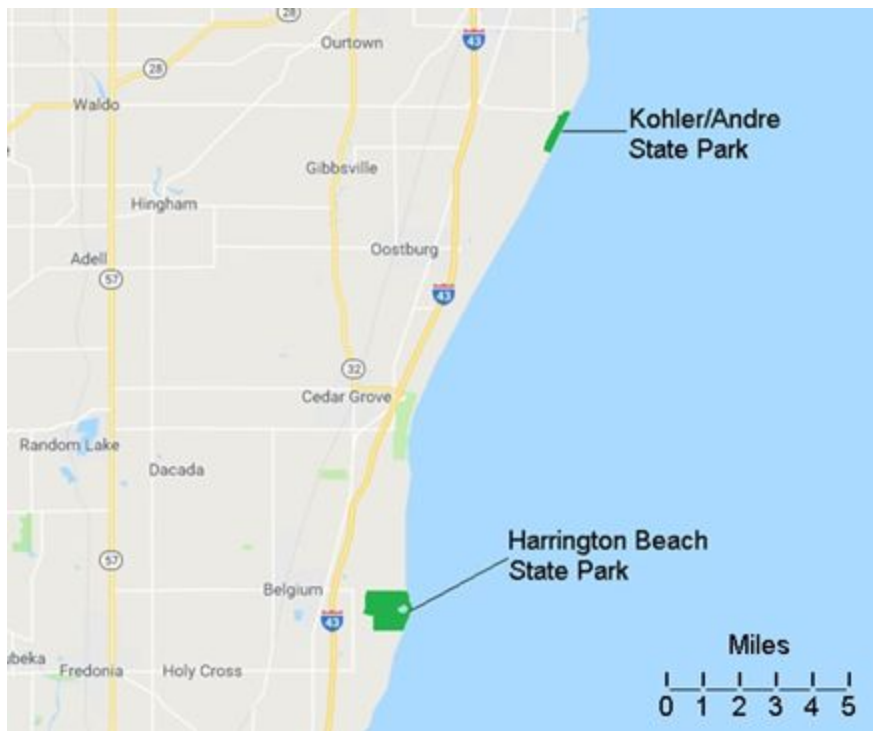 28
43
Ourtown
28
Waldo
Kohler/Andre
State Park
Gibbsville
Hingham
Oostburg
Adell
57
43
32
Cedar Grove
Random Lake
Dacada
Harrington Beach
State Park
57
Belgium
43
Miles
Fredonia
Holy Cross
0 1 2 3 4 5